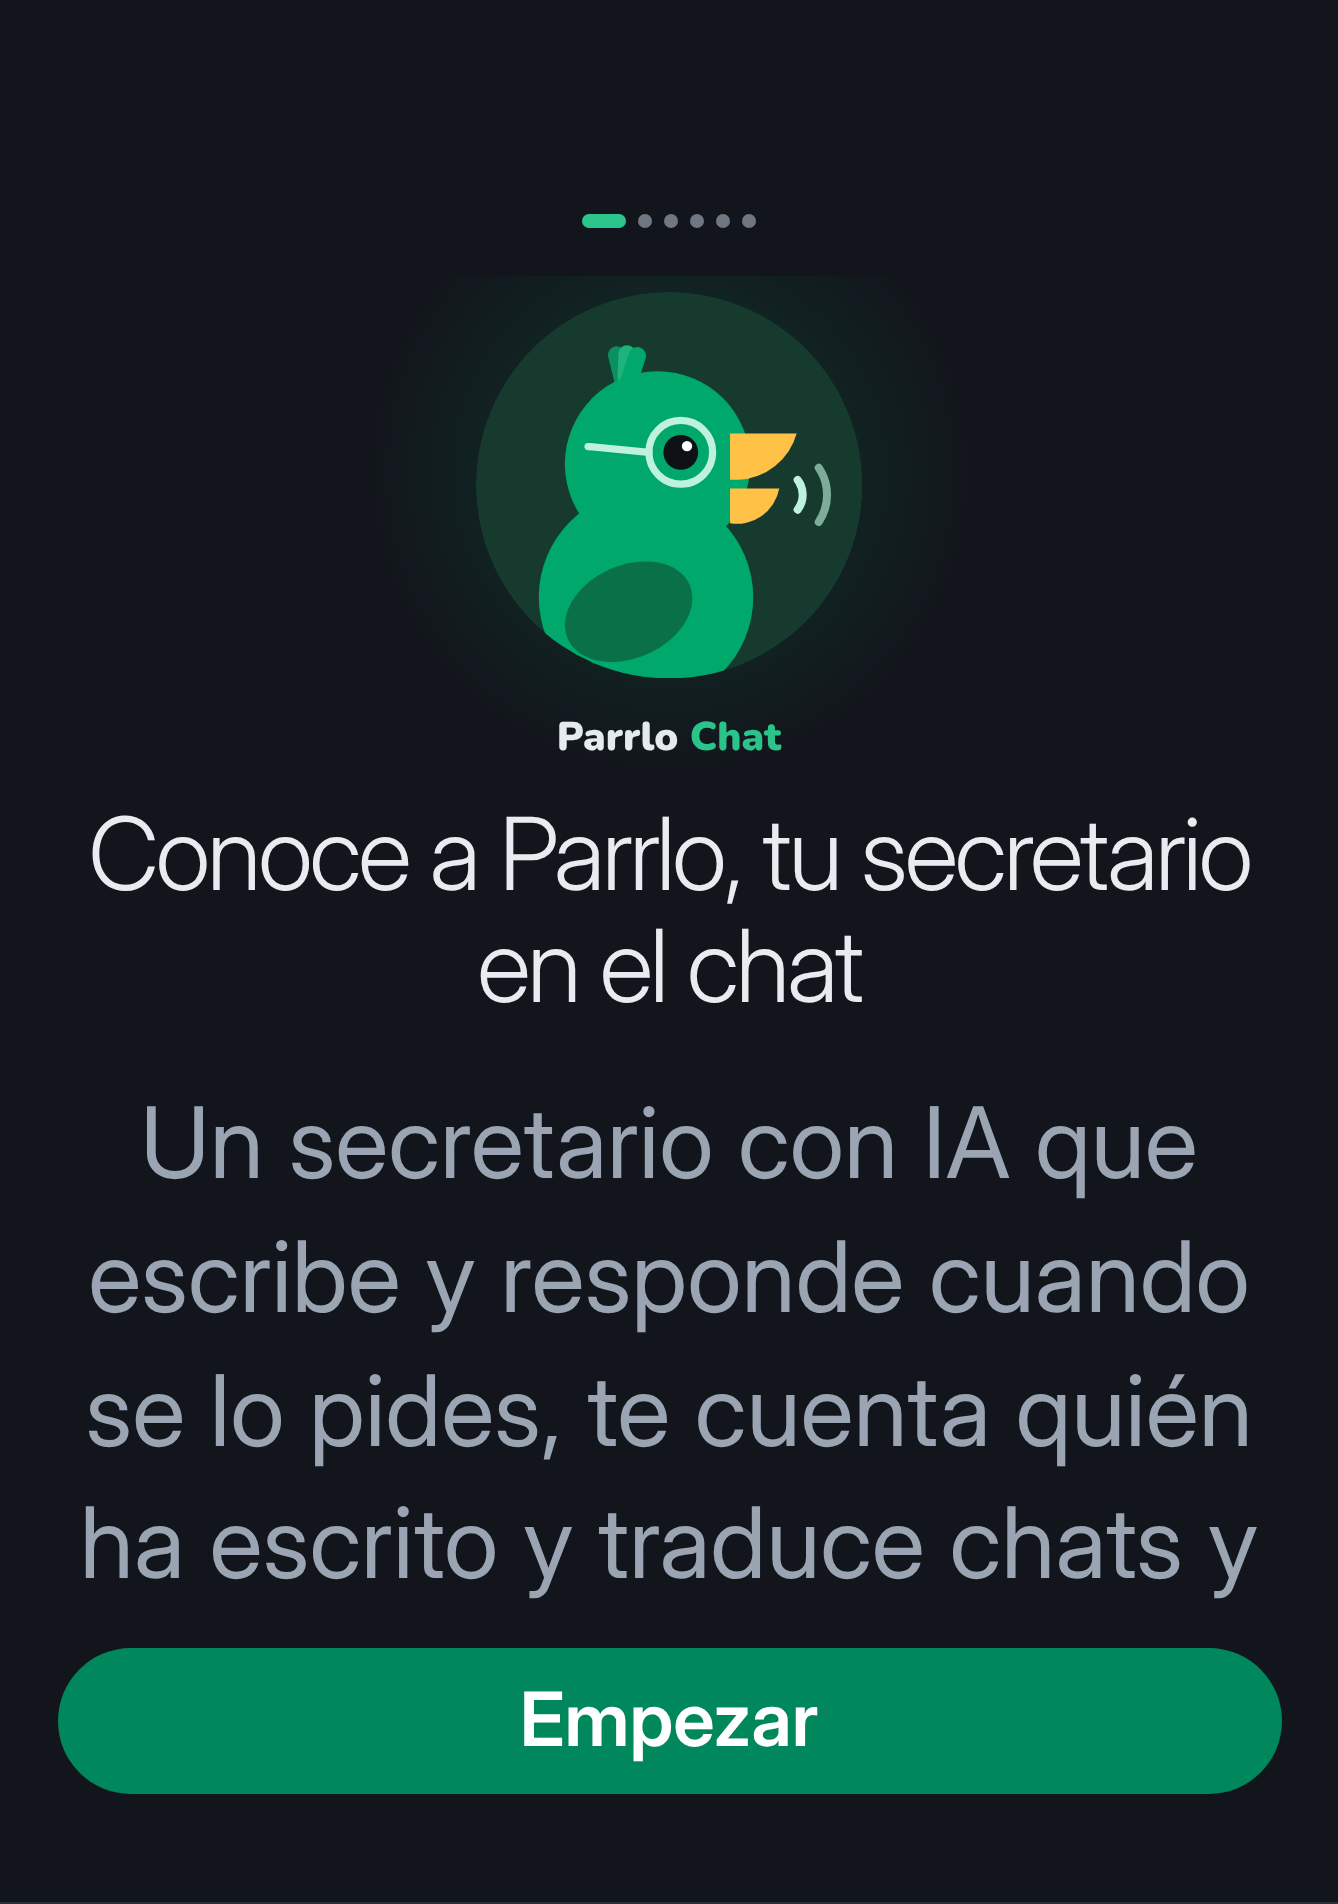 Parrlo Chat
Conoce a Parrlo, tu secretario
en el chat
Un secretario con IA que
escribe y responde cuando
se lo pides, te cuenta quién
ha escrito y traduce chats y
Empezar